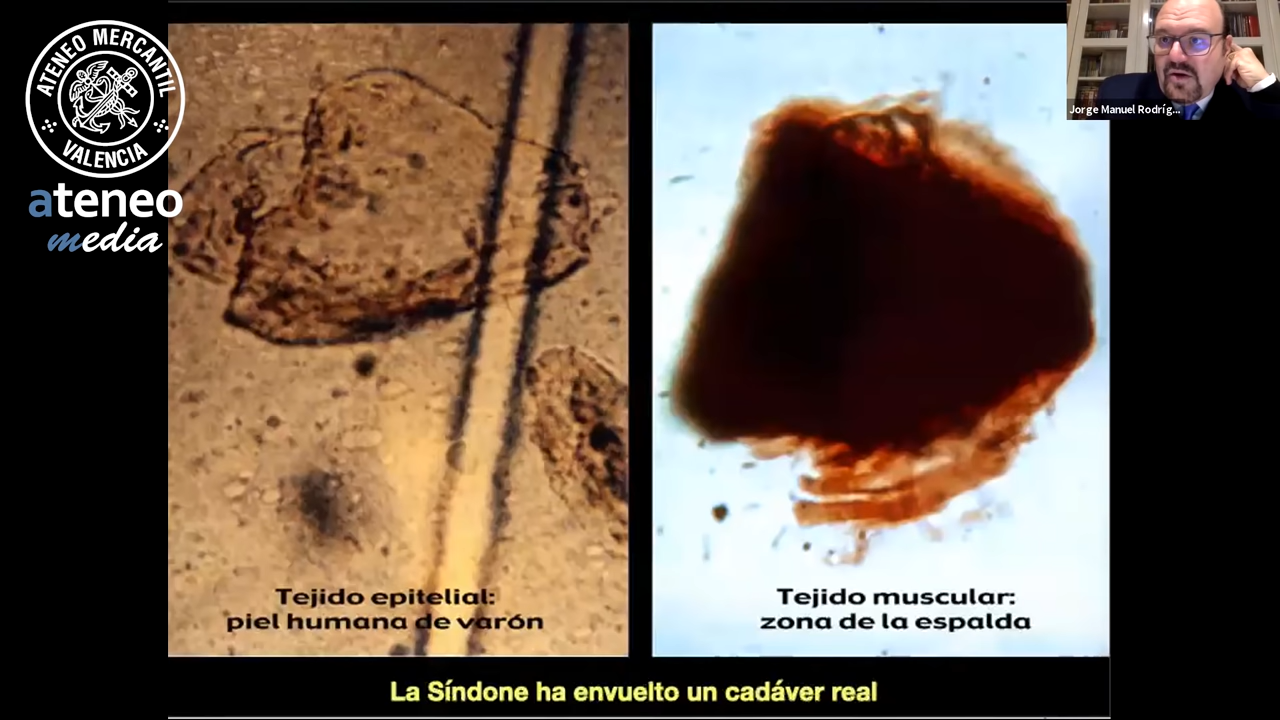 ATENEO MERCANTIL
VALENCIA
ateneo
media
Jorge Manuel Rodríg...
Tejido epitelial:
piel humana de varón
Tejido muscular:
zona de la espalda
La Síndone ha envuelto un cadáver real